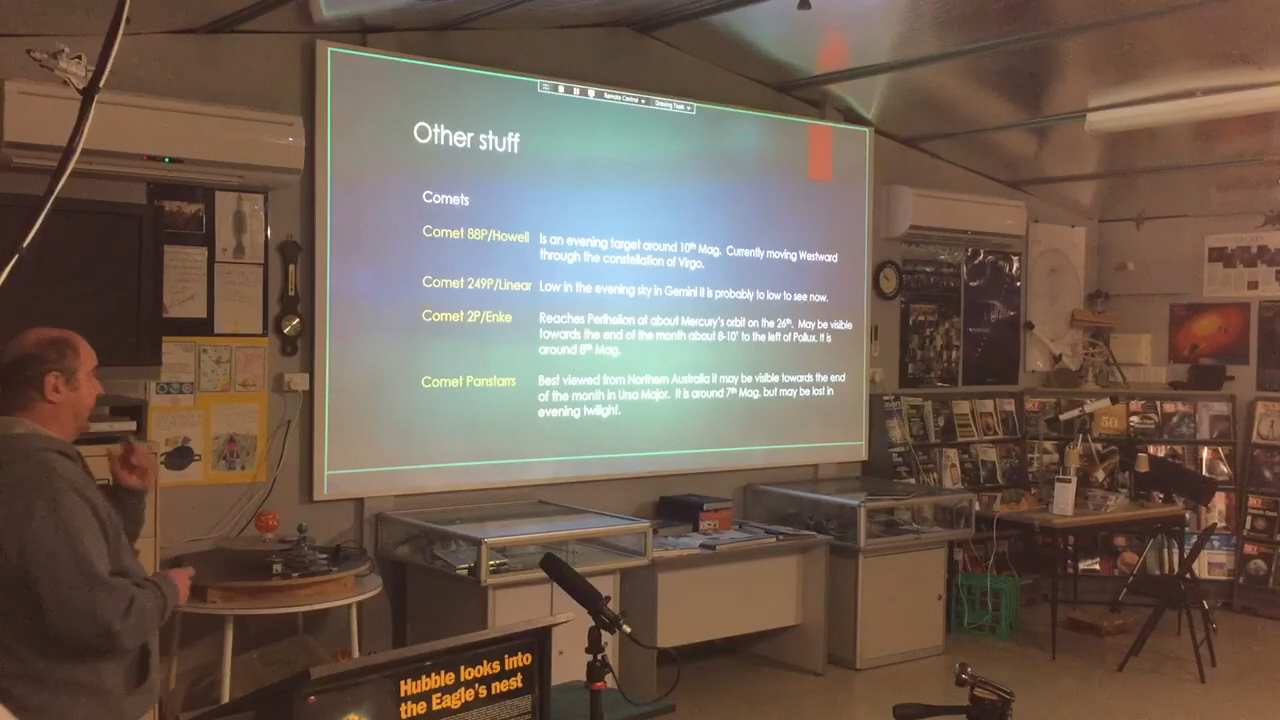 Remote Control
Drawing Tools
Other stuff
Comets
Comet 88P/Howell Is an evening target around 10th Mag. Currently moving Westward
through the constellation of Virgo.
Comet 249P/Linear Low in the evening sky in Gemini it is probably to low to see now.
Comet 2P/Enke Reaches Perihelion at about Mercury's orbit on the 26th. May be visible
towards the end of the month about 8-10° to the left of Pollux. It is
around 8th Mag.
Comet Panstarrs Best viewed from Northern Australia it may be visible towards the end
of the month in Ursa Major. It is around 7th Mag. but may be lost in
evening twilight.
50
Hubble looks into
the Eagle's nest